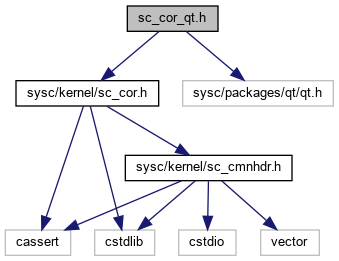 sc_cor_qt.h
sysc/kernel/sc_cor.h
sysc/packages/qt/qt.h
sysc/kernel/sc_cmnhdr.h
cassert
cstdlib
cstdio
vector